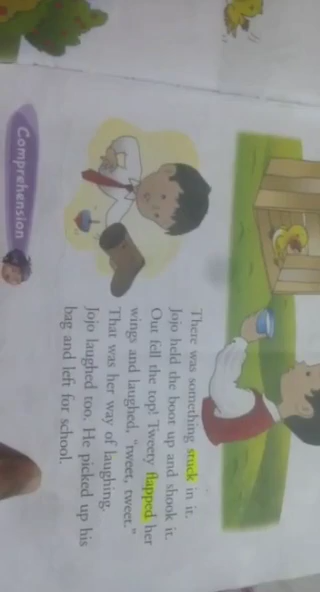 There was something stuck in it.
Jojo held the boot up and shook it.
Out fell the top! Tweety flapped her
wings and laughed, "tweet, tweet."
That was her way of laughing.
Jojo laughed too. He picked up his
bag and left for school.
Comprehension